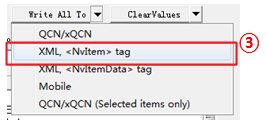 Write All To ClearValues
QCN/xQCN
XML, <NvItem> tag ③
XML, <NvItemData> tag
Mobile
QCN/xQCN (Selected items only)